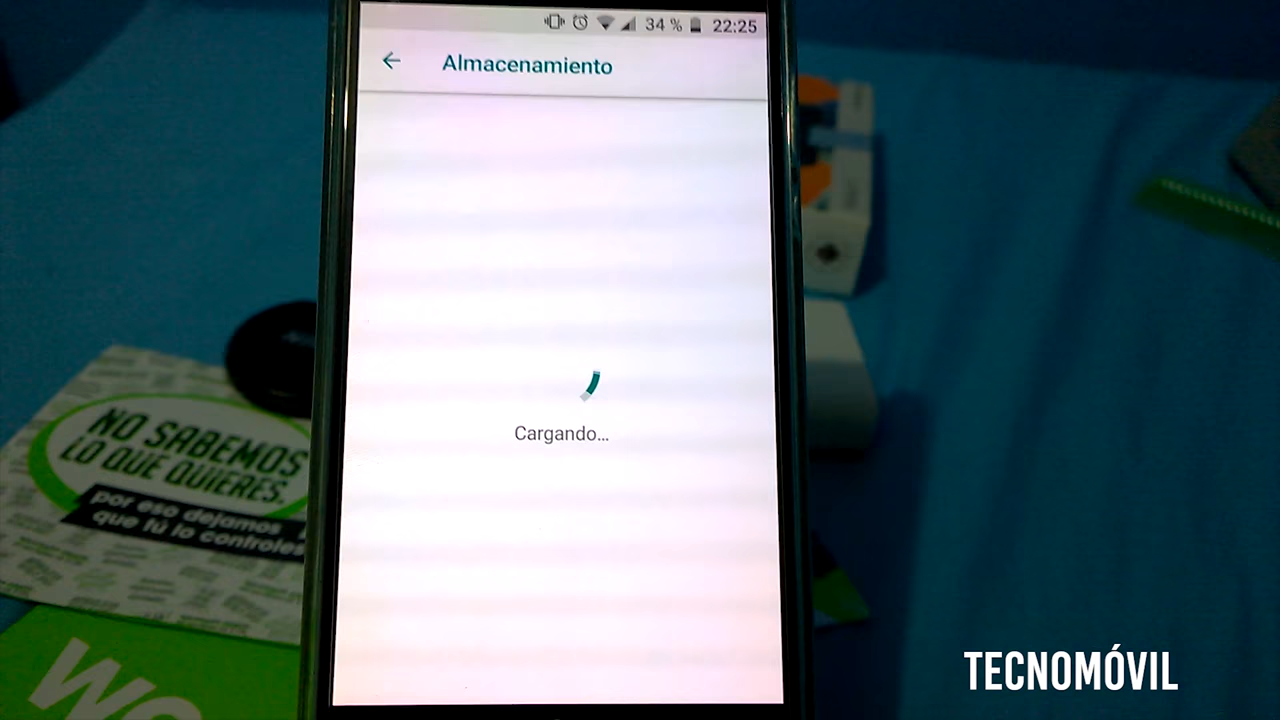 34 % 22:25
Almacenamiento
Cargando...
NO SABEMOS
LO QUE QUIERES.
por eso dejamos
que tú lo controles
TECNOMÓVIL